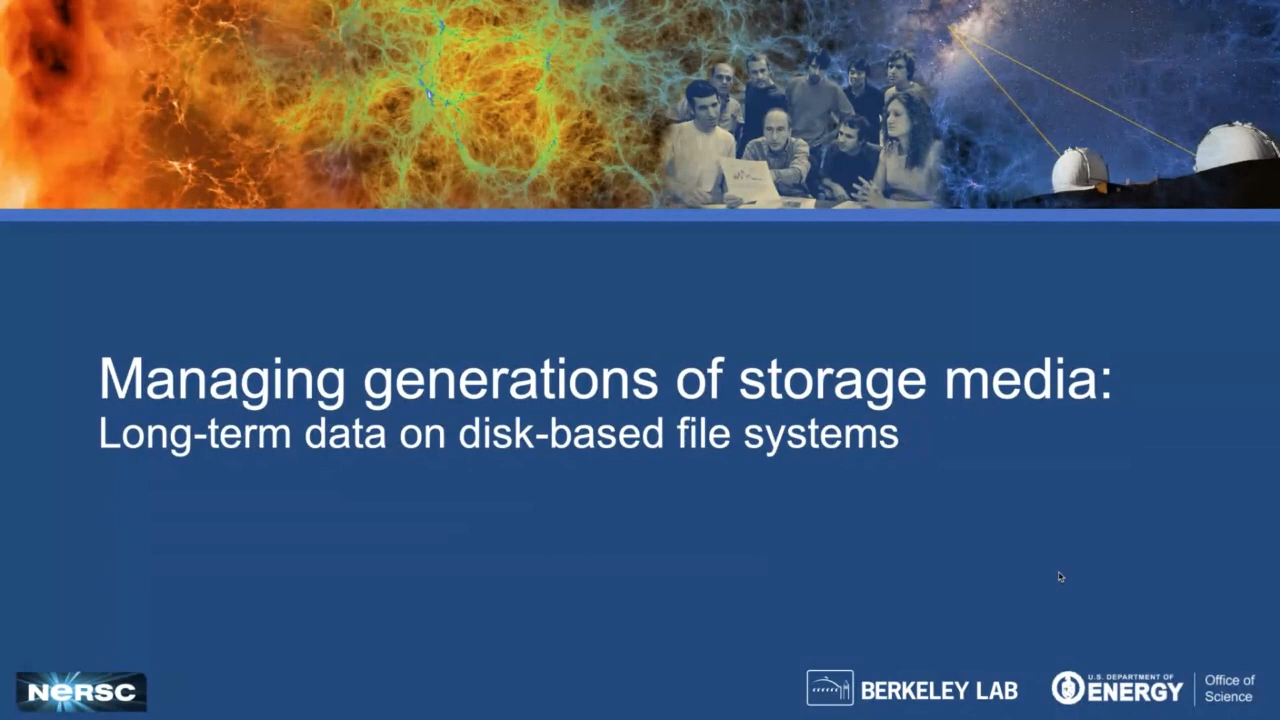 Managing generations of storage media:
Long-term data on disk-based file systems
NERSC
BERKELEY LAB
U.S. DEPARTMENT OF
ENERGY
Office of
Science